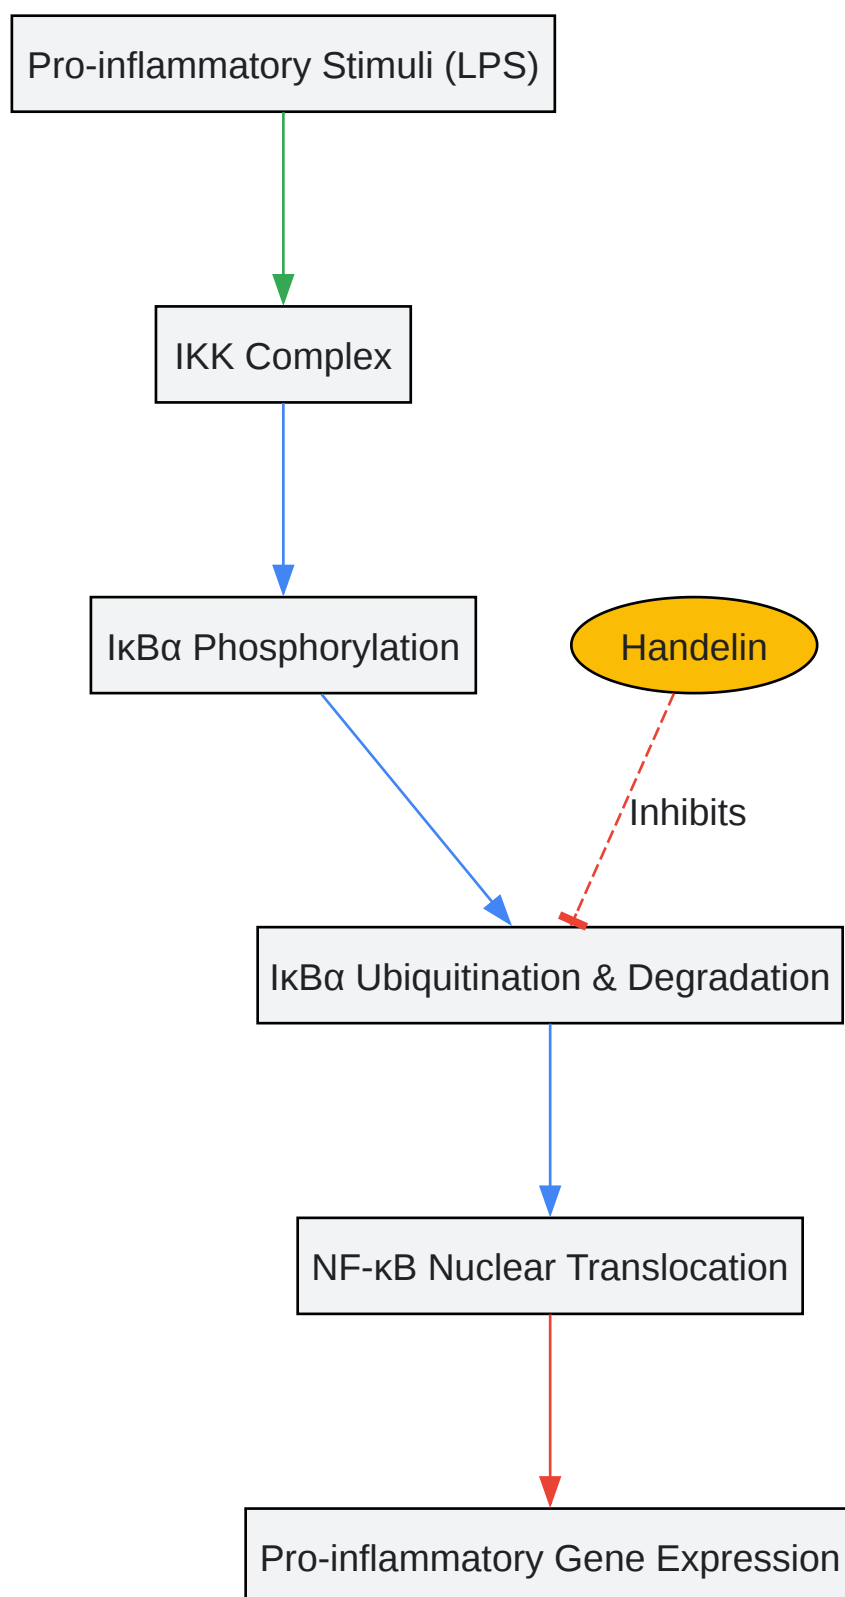 Pro-inflammatory Stimuli (LPS)
IKK Complex
IκBα Phosphorylation
Handelin
Inhibits
IκBα Ubiquitination & Degradation
NF-κB Nuclear Translocation
Pro-inflammatory Gene Expression